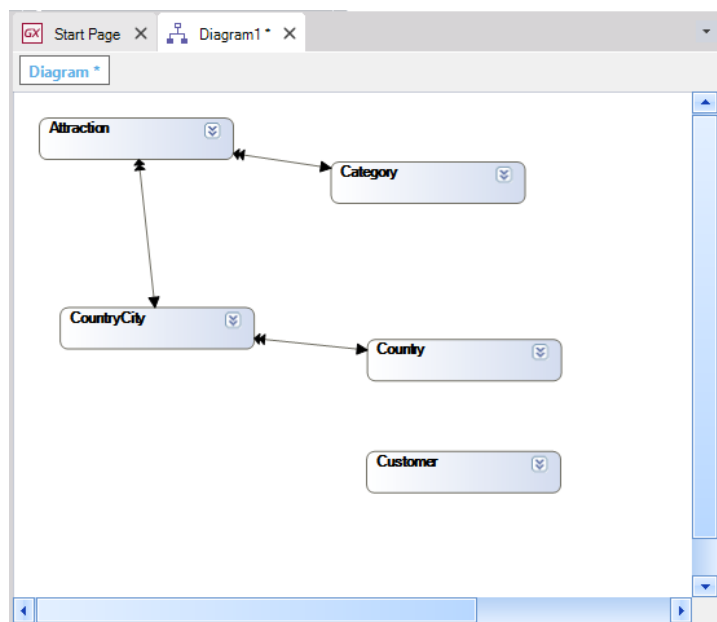 GX Start Page Diagram1 *
Diagram *
Attraction
Category
CountryCity
Country
Customer